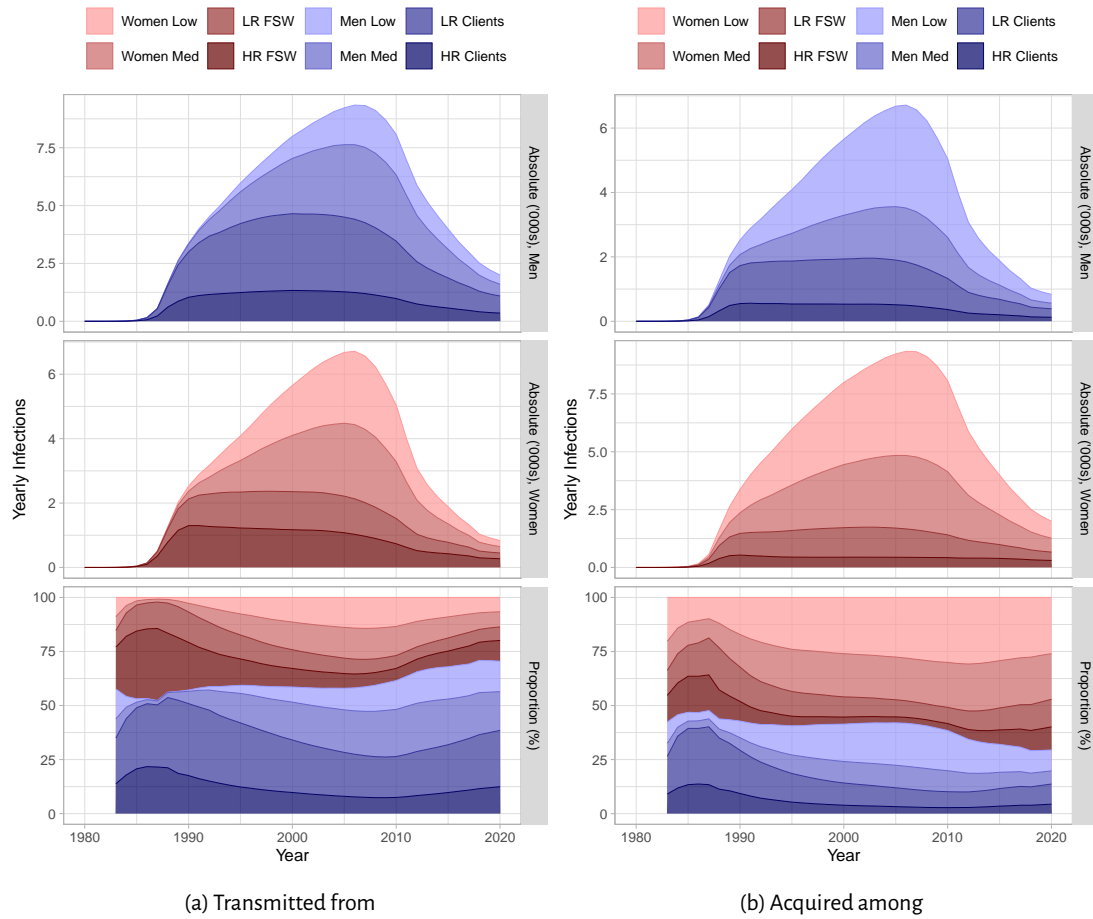 Women Low LR FSW Men Low LR Clients
Women Med HR FSW Men Med HR Clients
Yearly Infections
7.5
5.0
2.5
0.0
Absolute ('000s), Men
6
4
2
0
Absolute ('000s), Women
100
75
50
25
0
Proportion (%)
1980 1990 2000 2010 2020
Year
(a) Transmitted from
Women Low LR FSW Men Low LR Clients
Women Med HR FSW Men Med HR Clients
Yearly Infections
6
4
2
0
Absolute ('000s), Men
7.5
5.0
2.5
0.0
Absolute ('000s), Women
100
75
50
25
0
Proportion (%)
1980 1990 2000 2010 2020
Year
(b) Acquired among